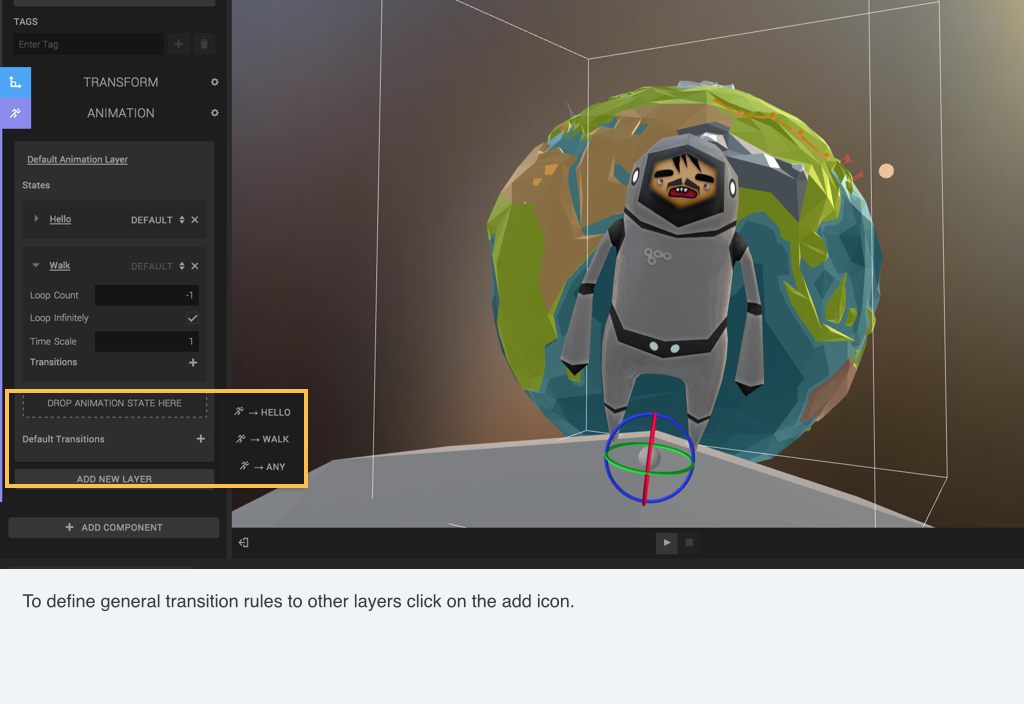 TAGS
Enter Tag
TRANSFORM
ANIMATION
Default Animation Layer
States
Hello DEFAULT
Walk DEFAULT
Loop Count -1
Loop Infinitely
Time Scale 1
Transitions
DROP ANIMATION STATE HERE
Default Transitions
→ HELLO
→ WALK
→ ANY
ADD NEW LAYER
ADD COMPONENT
To define general transition rules to other layers click on the add icon.